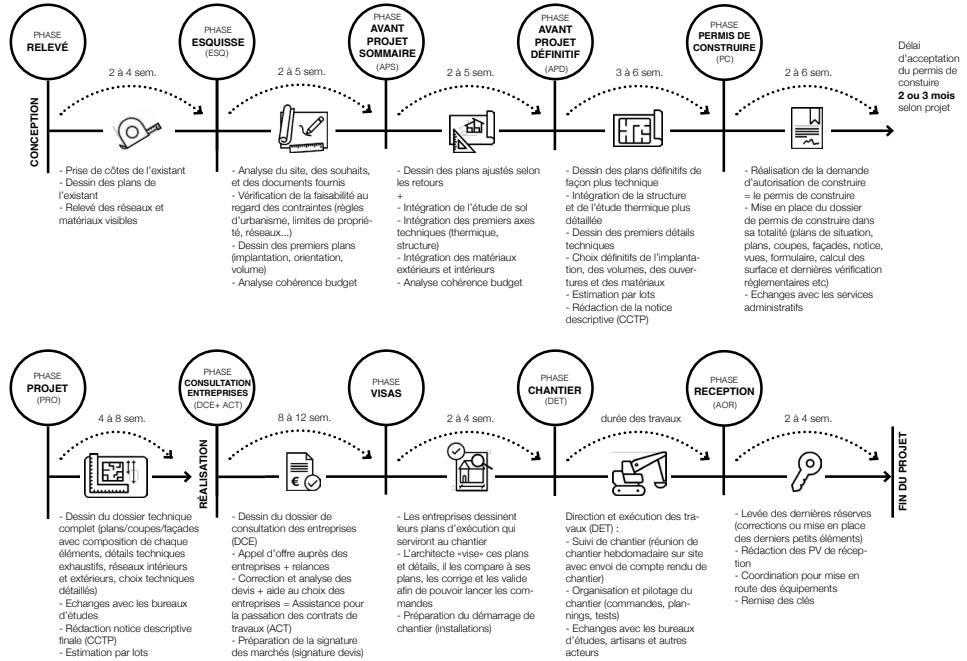 PHASE
RELEVÉ
PHASE
ESQUISSE
(ESQ)
PHASE
AVANT
PROJET
SOMMAIRE
(APS)
PHASE
AVANT
PROJET
DÉFINITIF
(APD)
PHASE
PERMIS DE
CONSTRUIRE
(PC)
Délai
d'acceptation
du permis de
constuire
2 ou 3 mois
selon projet
CONCEPTION
2 à 4 sem.
2 à 5 sem.
2 à 5 sem.
3 à 6 sem.
2 à 6 sem.
- Prise de côtes de l'existant
- Dessin des plans de
l'existant
- Relevé des réseaux et
matériaux visibles
- Analyse du site, des souhaits,
et des documents fournis
- Vérification de la faisabilité au
regard des contraintes (règles
d'urbanisme, limites de proprié-
té, réseaux...)
- Dessin des premiers plans
(implantation, orientation,
volume)
- Analyse cohérence budget
- Dessin des plans ajustés selon
les retours
+
- Intégration de l'étude de sol
- Intégration des premiers axes
techniques (thermique,
structure)
- Intégration des matériaux
extérieurs et intérieurs
- Analyse cohérence budget
- Dessin des plans définitifs de
façon plus technique
- Intégration de la structure
et de l'étude thermique plus
détaillée
- Dessin des premiers détails
techniques
- Choix définitifs de l'implanta-
tion, des volumes, des ouver-
tures et des matériaux
- Estimation par lots
- Rédaction de la notice
descriptive (CCTP)
- Réalisation de la demande
d'autorisation de construire
= le permis de construire
- Mise en place du dossier
de permis de construire dans
sa totalité (plans de situation,
plans, coupes, façades, notice,
vues, formulaire, calcul des
surface et dernières vérification
réglementaires etc)
- Echanges avec les services
administratifs
PHASE
PROJET
(PRO)
PHASE
CONSULTATION
ENTREPRISES
(DCE+ ACT)
PHASE
VISAS
PHASE
CHANTIER
(DET)
PHASE
RECEPTION
(AOR)
4 à 8 sem.
RÉALISATION
8 à 12 sem.
2 à 4 sem.
durée des travaux
2 à 4 sem.
FIN DU PROJET
€
- Dessin du dossier technique
complet (plans/coupes/façades
avec composition de chaque
éléments, détails techniques
exhaustifs, réseaux intérieurs
et extérieurs, choix techniques
détaillés)
- Echanges avec les bureaux
d'études
- Rédaction notice descriptive
finale (CCTP)
- Estimation par lots
- Dessin du dossier de
consultation des entreprises
(DCE)
- Appel d'offre auprès des
entreprises + relances
- Correction et analyse des
devis + aide au choix des
entreprises = Assistance pour
la passation des contrats de
travaux (ACT)
- Préparation de la signature
des marchés (signature devis)
- Les entreprises dessinent
leurs plans d'exécution qui
serviront au chantier
- L'architecte «vise» ces plans
et détails, il les compare à ses
plans, les corrige et les valide
afin de pouvoir lancer les com-
mandes
- Préparation du démarrage de
chantier (installations)
Direction et exécution des tra-
vaux (DET) :
- Suivi de chantier (réunion de
chantier hebdomadaire sur site
avec envoi de compte rendu de
chantier)
- Organisation et pilotage du
chantier (commandes, plan-
nings, tests)
- Echanges avec les bureaux
d'études, artisans et autres
acteurs
- Levée des dernières réserves
(corrections ou mise en place
des derniers petits éléments)
- Rédactions des PV de récep-
tion
- Coordination pour mise en
route des équipements
- Remise des clés